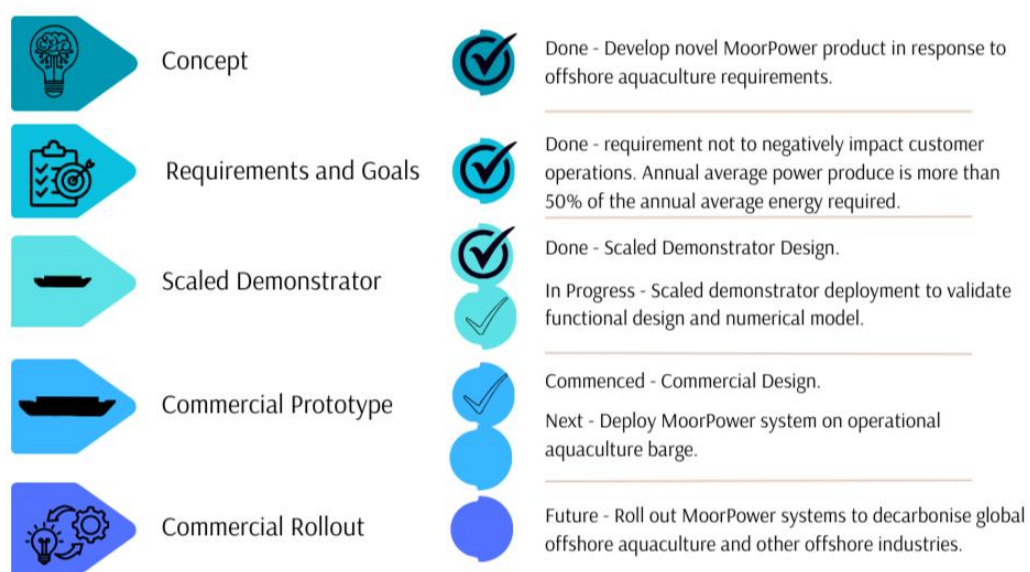 Concept
Done - Develop novel MoorPower product in response to
offshore aquaculture requirements.
Requirements and Goals
Done - requirement not to negatively impact customer
operations. Annual average power produce is more than
50% of the annual average energy required.
Scaled Demonstrator
Done - Scaled Demonstrator Design.
In Progress - Scaled demonstrator deployment to validate
functional design and numerical model.
Commercial Prototype
Commenced - Commercial Design.
Next - Deploy MoorPower system on operational
aquaculture barge.
Commercial Rollout
Future - Roll out MoorPower systems to decarbonise global
offshore aquaculture and other offshore industries.